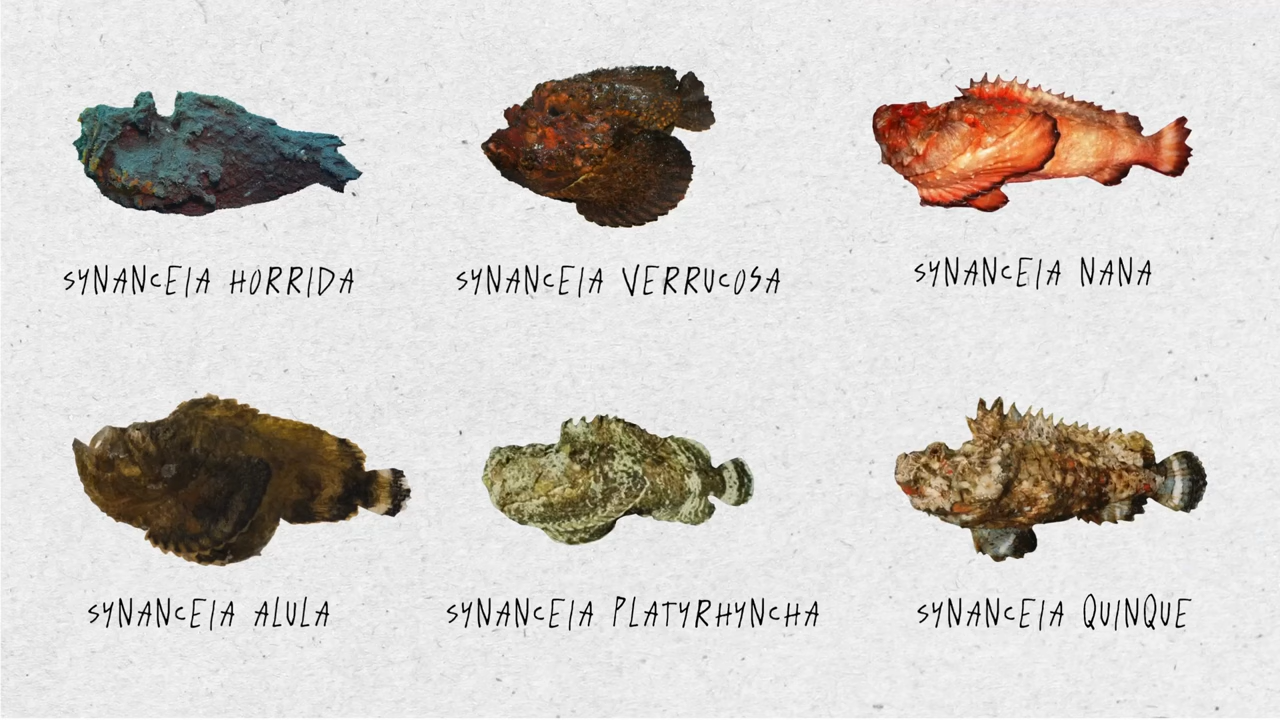 SYNANCEIA HORRIDA
SYNANCEIA VERRUCOSA
SYNANCEIA NANA
SYNANCEIA ALULA
SYNANCEIA PLATYRHYNCHA
SYNANCEIA QUINQUE